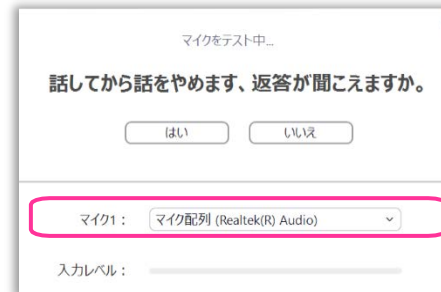 マイクをテスト中...
話してから話をやめます、返答が聞こえますか。
はい いいえ
マイク1： マイク配列 (Realtek(R) Audio)
入力レベル：